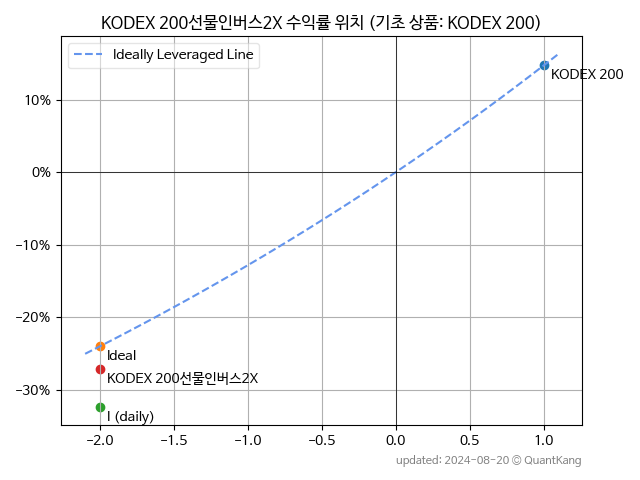 KODEX 200선물인버스2X 수익률 위치 (기초 상품: KODEX 200)
Ideally Leveraged Line
KODEX 200
10%
0%
−10%
−20%
−30%
Ideal
KODEX 200선물인버스2X
I (daily)
−2.0 −1.5 −1.0 −0.5 0.0 0.5 1.0
updated: 2024-08-20 © QuantKang